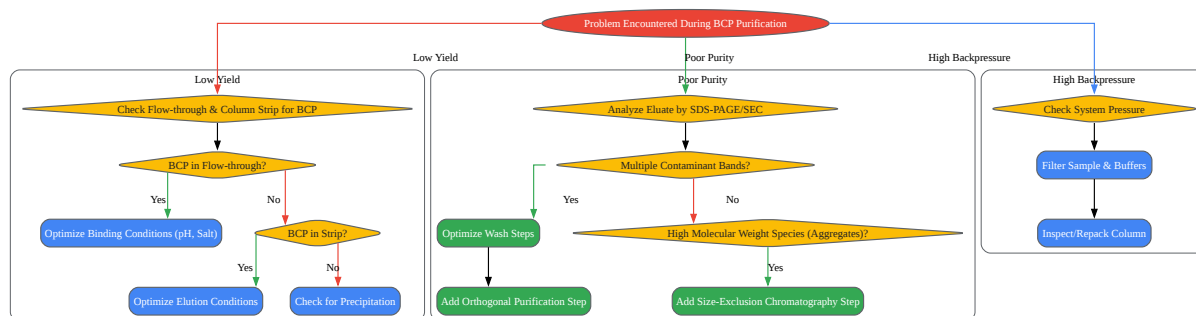 Problem Encountered During BCP Purification
Low Yield
Poor Purity
High Backpressure
Low Yield
Poor Purity
High Backpressure
Check Flow-through & Column Strip for BCP
Analyze Eluate by SDS-PAGE/SEC
Check System Pressure
BCP in Flow-through?
Multiple Contaminant Bands?
Filter Sample & Buffers
Yes
No
Yes
No
Optimize Binding Conditions (pH, Salt)
BCP in Strip?
Optimize Wash Steps
High Molecular Weight Species (Aggregates)?
Inspect/Repack Column
Yes
No
Yes
Optimize Elution Conditions
Check for Precipitation
Add Orthogonal Purification Step
Add Size-Exclusion Chromatography Step